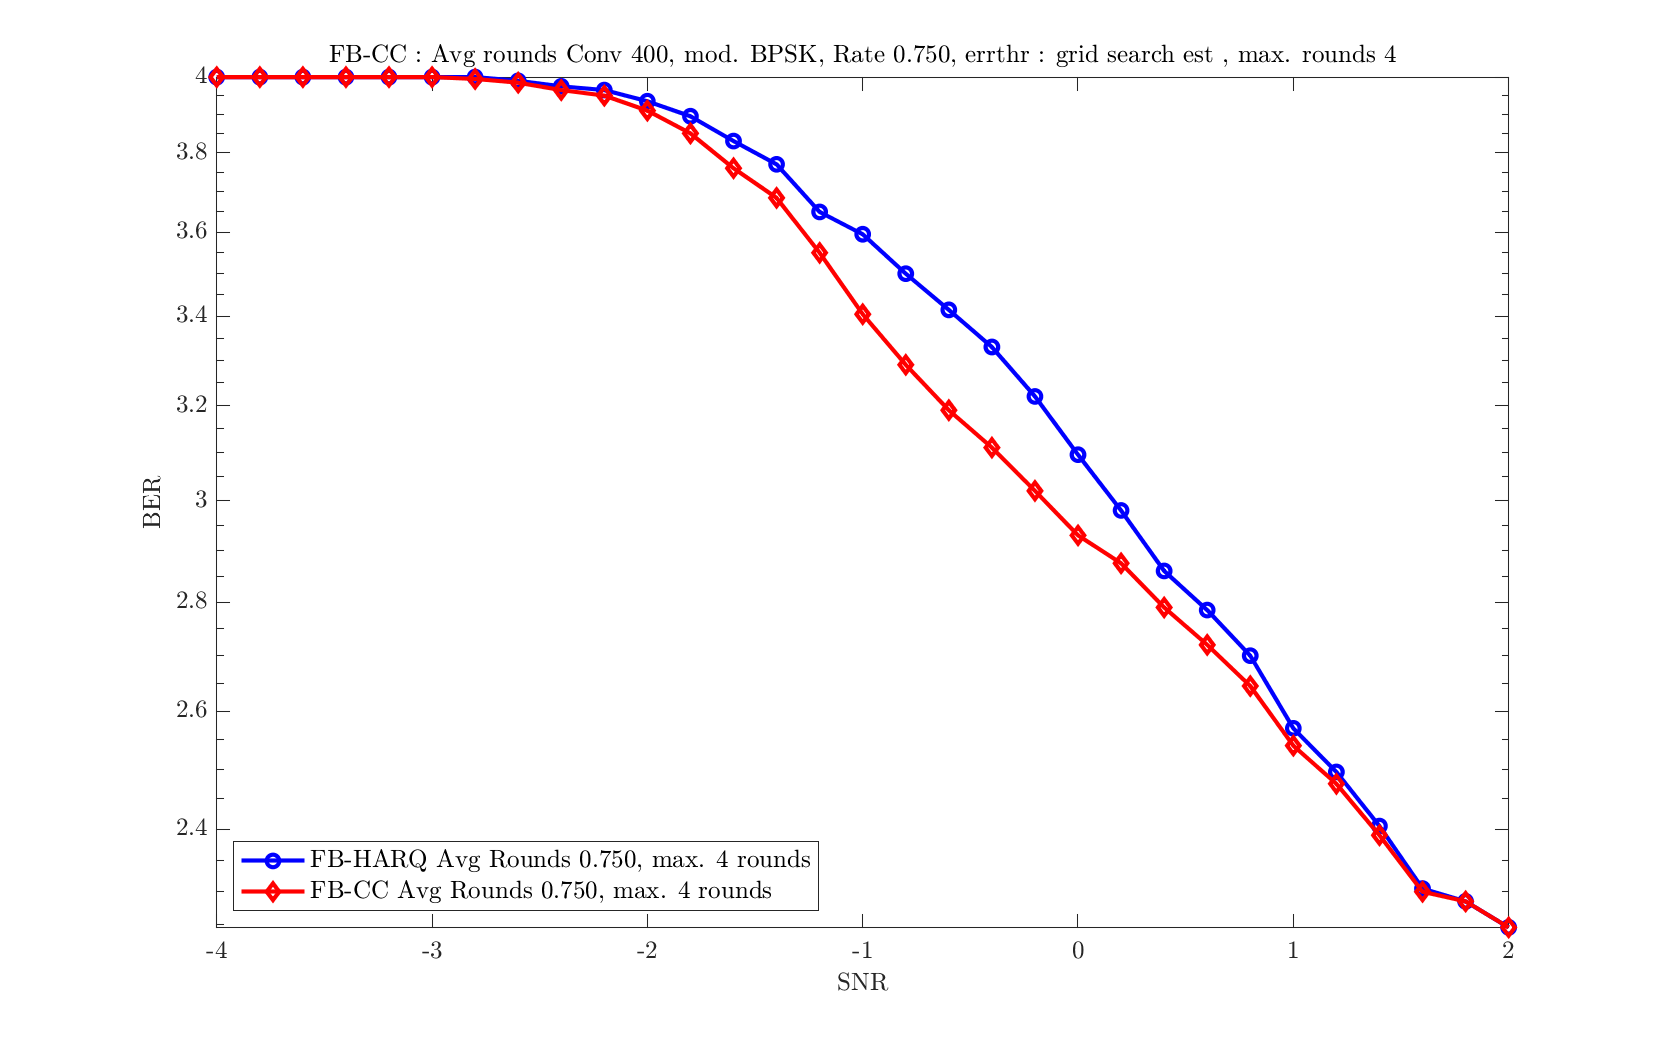 FB-CC : Avg rounds Conv 400, mod. BPSK, Rate 0.750, errthr : grid search est , max. rounds 4
4
3.8
3.6
3.4
3.2
3
2.8
2.6
2.4
BER
FB-HARQ Avg Rounds 0.750, max. 4 rounds
FB-CC Avg Rounds 0.750, max. 4 rounds
-4 -3 -2 -1 0 1 2
SNR